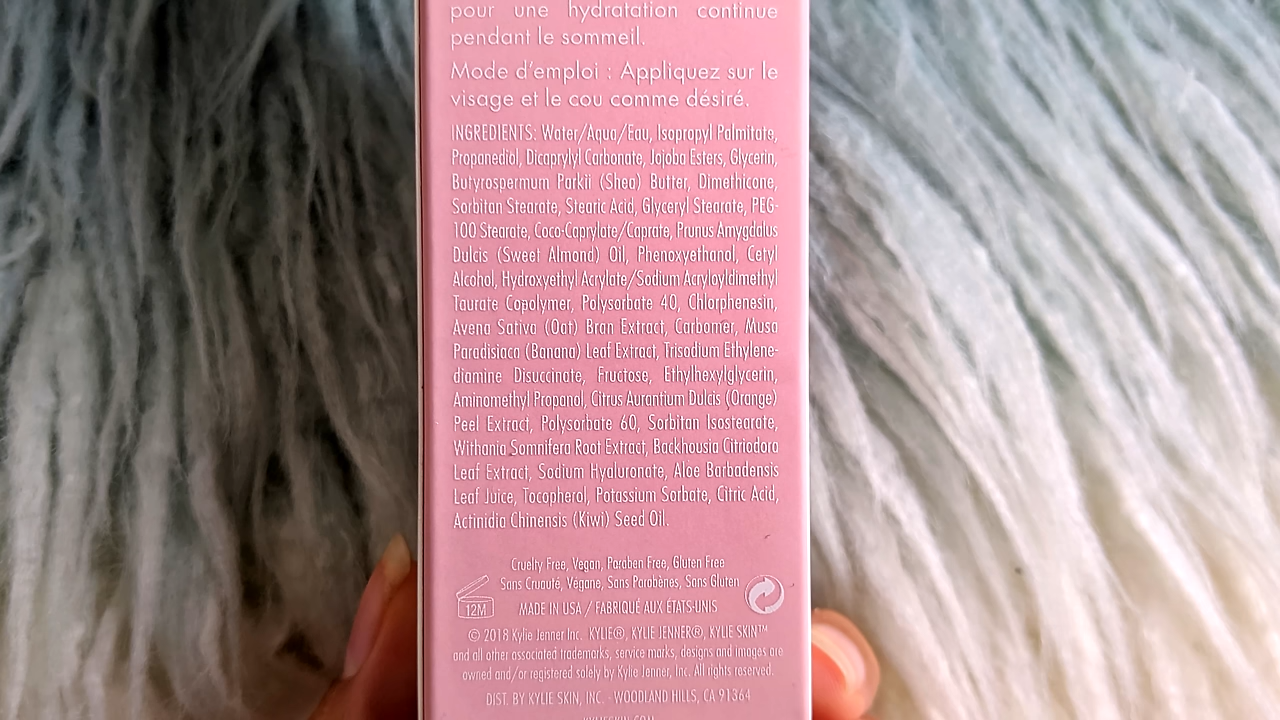 pour une hydratation continue
pendant le sommeil.
Mode d'emploi : Appliquez sur le
visage et le cou comme désiré.
INGREDIENTS: Water/Aqua/Eau, Isopropyl Palmitate,
Propanediol, Dicaprylyl Carbonate, Jojoba Esters, Glycerin,
Butyrospermum Parkii (Shea) Butter, Dimethicone,
Sorbitan Stearate, Stearic Acid, Glyceryl Stearate, PEG-
100 Stearate, Coco-Caprylate/Caprate, Prunus Amygdalus
Dulcis (Sweet Almond) Oil, Phenoxyethanol, Cetyl
Alcohol, Hydroxyethyl Acrylate/Sodium Acryloyldimethyl
Taurate Copolymer, Polysorbate 40, Chlorphenesin,
Avena Sativa (Oat) Bran Extract, Carbomer, Musa
Paradisiaca (Banana) Leaf Extract, Trisodium Ethylene-
diamine Disuccinate, Fructose, Ethylhexylglycerin,
Aminomethyl Propanol, Citrus Aurantium Dulcis (Orange)
Peel Extract, Polysorbate 60, Sorbitan Isostearate,
Withania Somnifera Root Extract, Backhousia Citriodora
Leaf Extract, Sodium Hyaluronate, Aloe Barbadensis
Leaf Juice, Tocopherol, Potassium Sorbate, Citric Acid,
Actinidia Chinensis (Kiwi) Seed Oil.
Cruelty Free, Vegan, Paraben Free, Gluten Free
Sans Cruauté, Végane, Sans Parabènes, Sans Gluten
12M
MADE IN USA / FABRIQUÉ AUX ÉTATS-UNIS
© 2018 Kylie Jenner Inc. KYLIE®, KYLIE JENNER®, KYLIE SKIN™
and all other associated trademarks, service marks, designs and images are
owned and/or registered solely by Kylie Jenner, Inc. All rights reserved.
DIST. BY KYLIE SKIN, INC. - WOODLAND HILLS, CA 91364
KYLIESKIN.COM